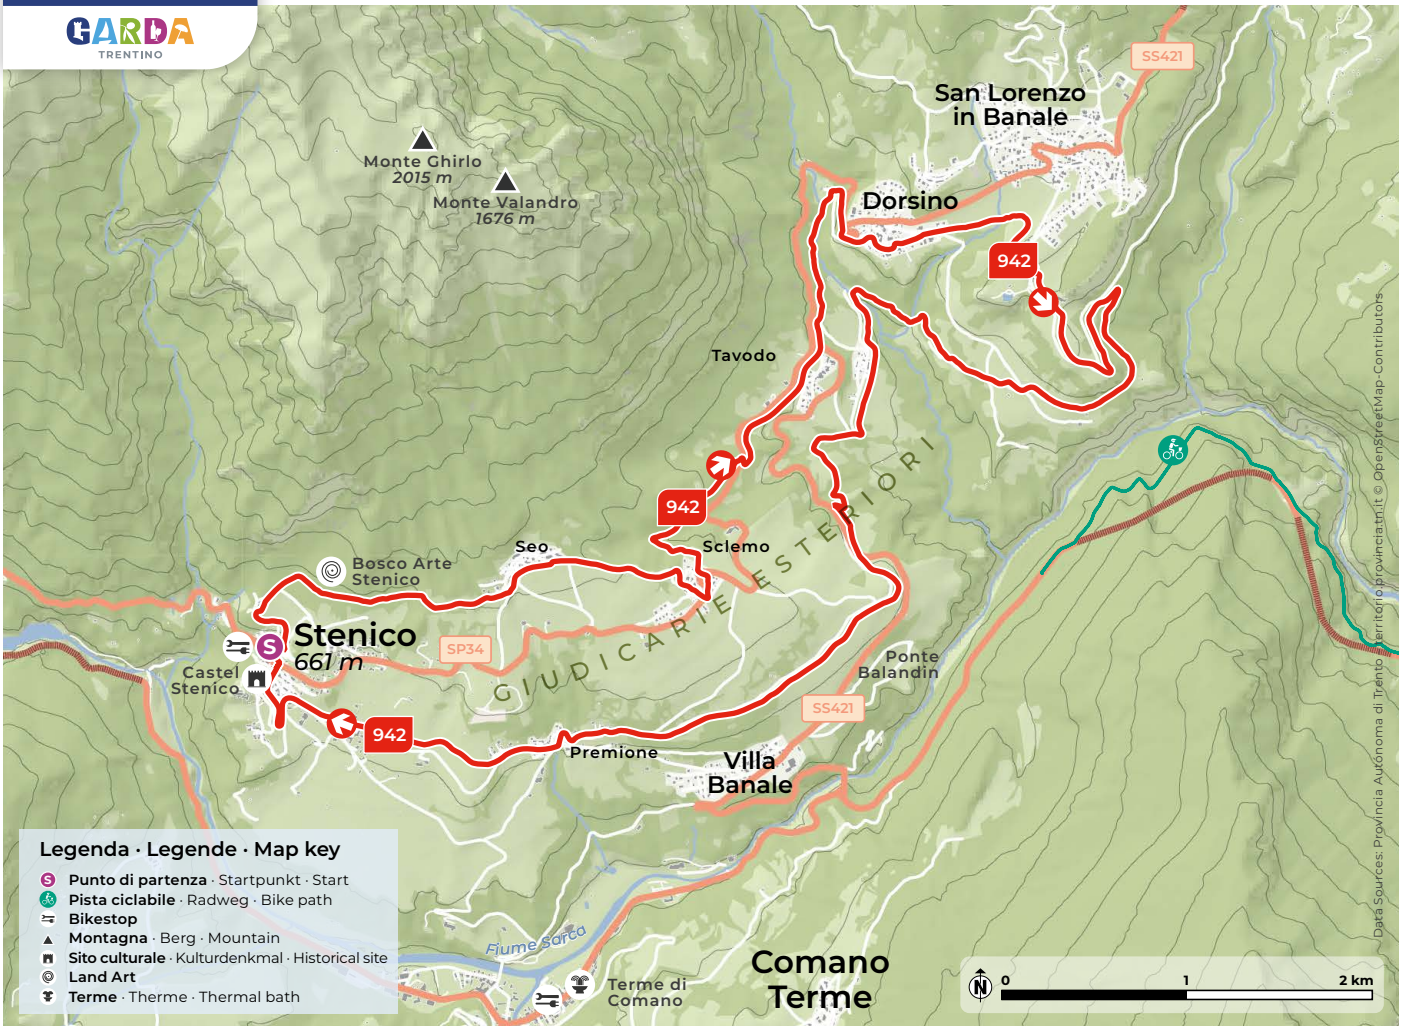 GARDA
TRENTINO
SS421
San Lorenzo
in Banale
Monte Ghirlo
2015 m
Monte Valandro
1676 m
Dorsino
942
Tavodo
942
Sclemo
Seo
Bosco Arte
Stenico
S
Stenico
661 m
SP34
Castel
Stenico
GIUDICARIE ESTERIORI
Ponte
Balandin
SS421
942
Premione
Villa
Banale
Legenda · Legende · Map key
S Punto di partenza · Startpunkt · Start
Pista ciclabile · Radweg · Bike path
Bikestop
Montagna · Berg · Mountain
Sito culturale · Kulturdenkmal · Historical site
Land Art
Terme · Therme · Thermal bath
Fiume Sarca
Terme di
Comano
Comano
Terme
N
0 1 2 km
Data Sources: Provincia Autonoma di Trento - territorio.provincia.tn.it © OpenStreetMap-Contributors